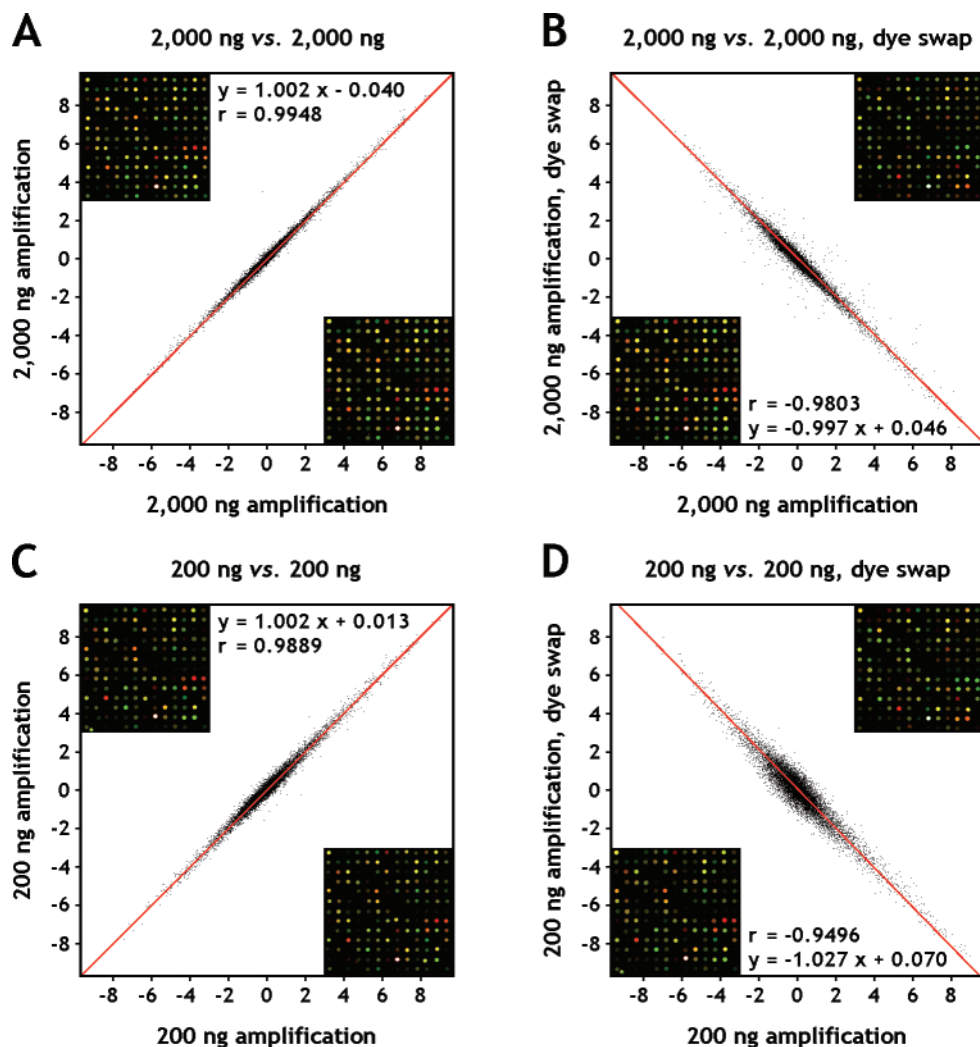 A
2,000 ng vs. 2,000 ng
y = 1.002 x - 0.040
r = 0.9948
2,000 ng amplification
8
6
4
2
0
-2
-4
-6
-8
-8 -6 -4 -2 0 2 4 6 8
2,000 ng amplification
B
2,000 ng vs. 2,000 ng, dye swap
2,000 ng amplification, dye swap
8
6
4
2
0
-2
-4
-6
-8
r = -0.9803
y = -0.997 x + 0.046
-8 -6 -4 -2 0 2 4 6 8
2,000 ng amplification
C
200 ng vs. 200 ng
y = 1.002 x + 0.013
r = 0.9889
200 ng amplification
8
6
4
2
0
-2
-4
-6
-8
-8 -6 -4 -2 0 2 4 6 8
200 ng amplification
D
200 ng vs. 200 ng, dye swap
200 ng amplification, dye swap
8
6
4
2
0
-2
-4
-6
-8
r = -0.9496
y = -1.027 x + 0.070
-8 -6 -4 -2 0 2 4 6 8
200 ng amplification